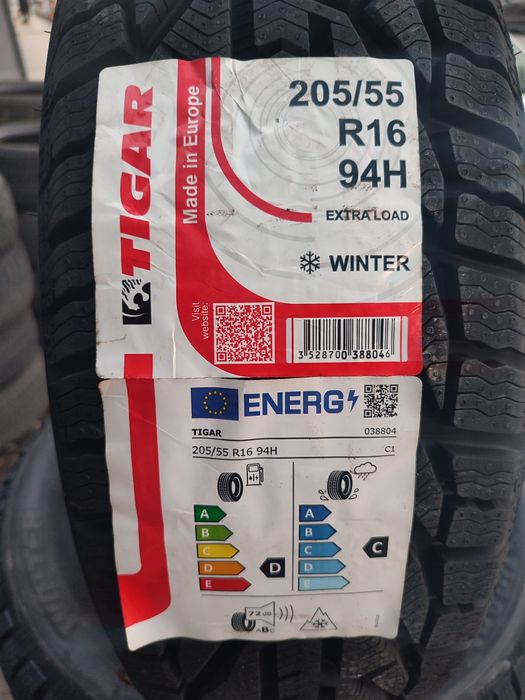 TIGAR
Made in Europe
205/55
R16
94H
EXTRA LOAD
WINTER
Visit
website:
3 528700 388046
ENERG
TIGAR 038804
205/55 R16 94H C1
A A
B B
C C C
D D D
E E
72 dB
ABC